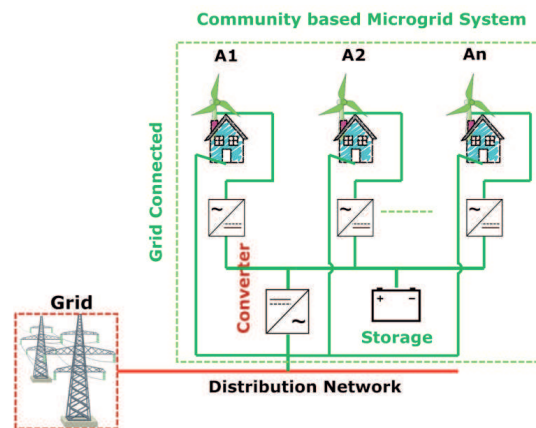 Community based Microgrid System
A1
A2
An
Grid Connected
~
~
~
Converter
~
+ −
Storage
Grid
Distribution Network